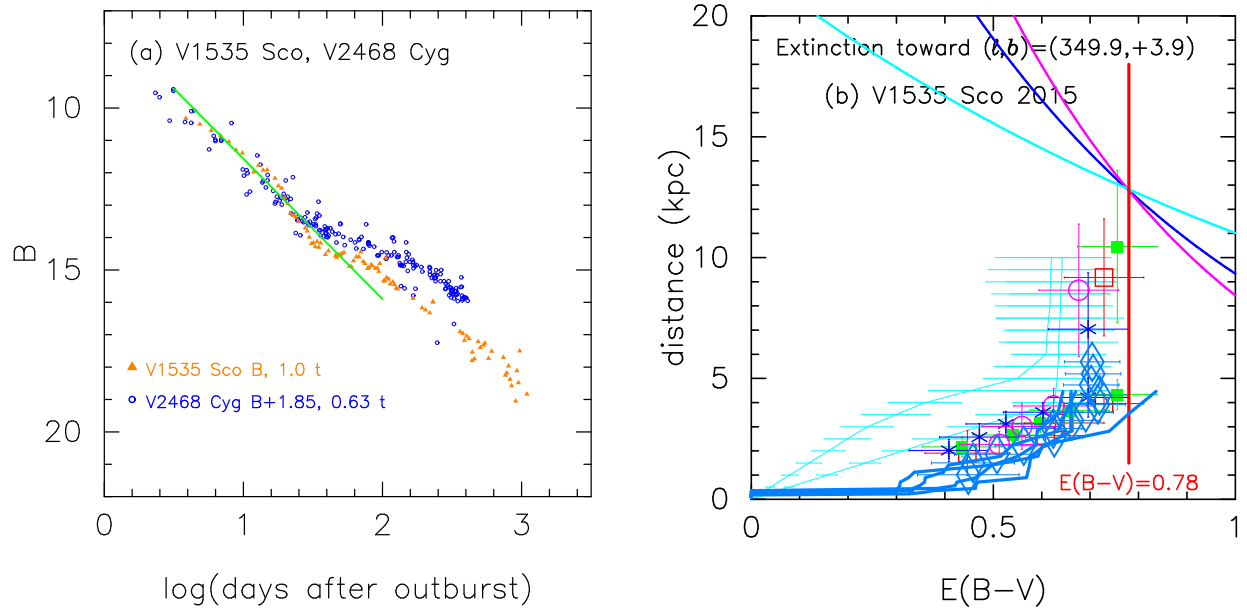 (a) V1535 Sco, V2468 Cyg
10
15
20
B
V1535 Sco B, 1.0 t
V2468 Cyg B+1.85, 0.63 t
0
1
2
3
log(days after outburst)
Extinction toward (l,b)=(349.9,+3.9)
(b) V1535 Sco 2015
20
15
10
5
0
distance (kpc)
E(B-V)=0.78
0
0.5
1
E(B-V)